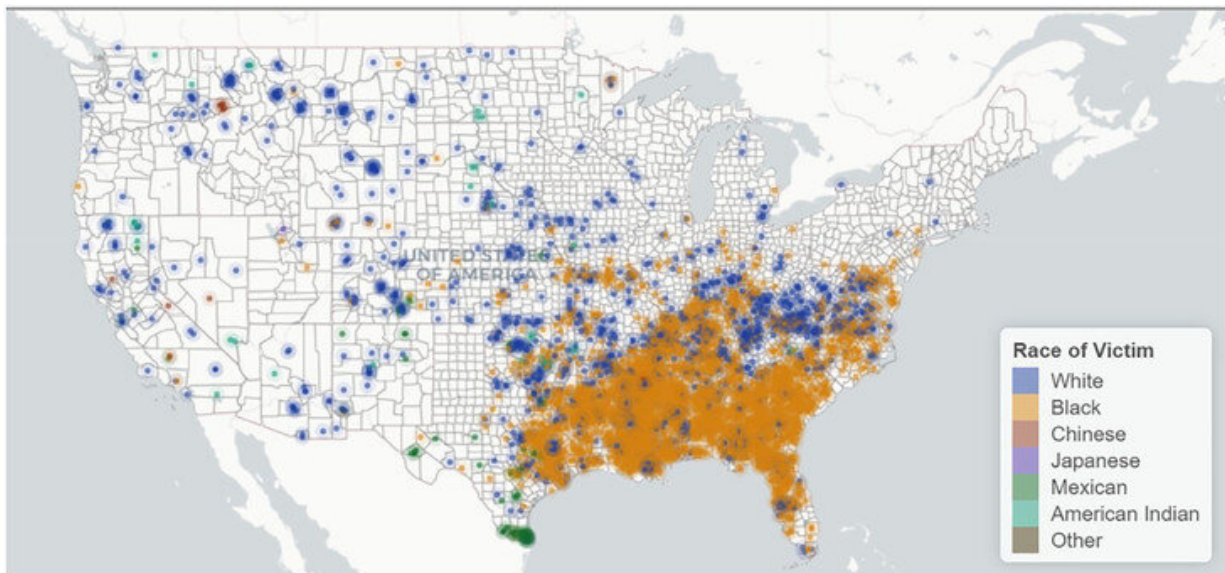 UNITED STATES
OF AMERICA
Race of Victim
White
Black
Chinese
Japanese
Mexican
American Indian
Other